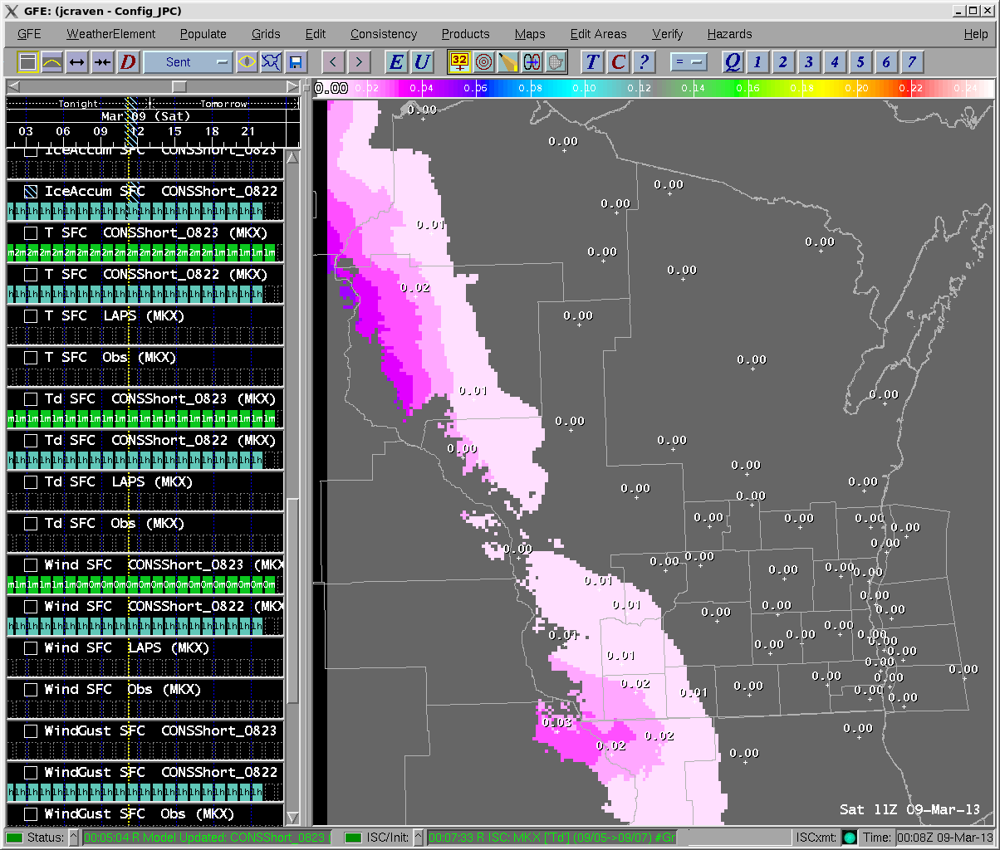 GFE: (jcraven - Config_JPC)
GFE WeatherElement Populate Grids Edit Consistency Products Maps Edit Areas Verify Hazards Help
D Sent < > E U 32 T C ? = Q 1 2 3 4 5 6 7
0.00 0.02 0.04 0.06 0.08 0.10 0.12 0.14 0.16 0.18 0.20 0.22 0.24
Tonight Tomorrow
Mar 09 (Sat)
03 06 09 12 15 18 21
IceAccum SFC CONSShort_0823
IceAccum SFC CONSShort_0822
T SFC CONSShort_0823 (MKX)
T SFC CONSShort_0822 (MKX)
T SFC LAPS (MKX)
T SFC Obs (MKX)
Td SFC CONSShort_0823 (MKX)
Td SFC CONSShort_0822 (MKX)
Td SFC LAPS (MKX)
Td SFC Obs (MKX)
Wind SFC CONSShort_0823 (MKX
Wind SFC CONSShort_0822 (MKX
Wind SFC LAPS (MKX)
Wind SFC Obs (MKX)
WindGust SFC CONSShort_0823
WindGust SFC CONSShort_0822
WindGust SFC Obs (MKX)
0.00
0.00
0.00
0.00
0.01
0.00
0.00
0.00
0.02
0.00
0.00
0.01
0.00
0.00
0.00
0.00
0.00
0.00
0.00
0.00
0.00
0.00 0.00 0.00 0.00
0.00
0.00
0.00 0.00
0.00 0.00 0.00
0.01
0.00
0.01 0.00 0.00
0.00
0.00
0.01 0.00 0.00
0.00
0.00
0.01 0.00
0.00
0.00
0.00 0.00
0.02 0.00 0.00
0.01 0.00
0.00
0.03 0.00
0.02
0.02 0.00
Sat 11Z 09-Mar-13
Status: 00:05:04 R Model Updated: CONSShort_0823 ( ISC/Init: 00:07:33 R ISC: MKX ['Td'] (09/05->09/07) #Gr ISCxmt: Time: 00:08Z 09-Mar-13